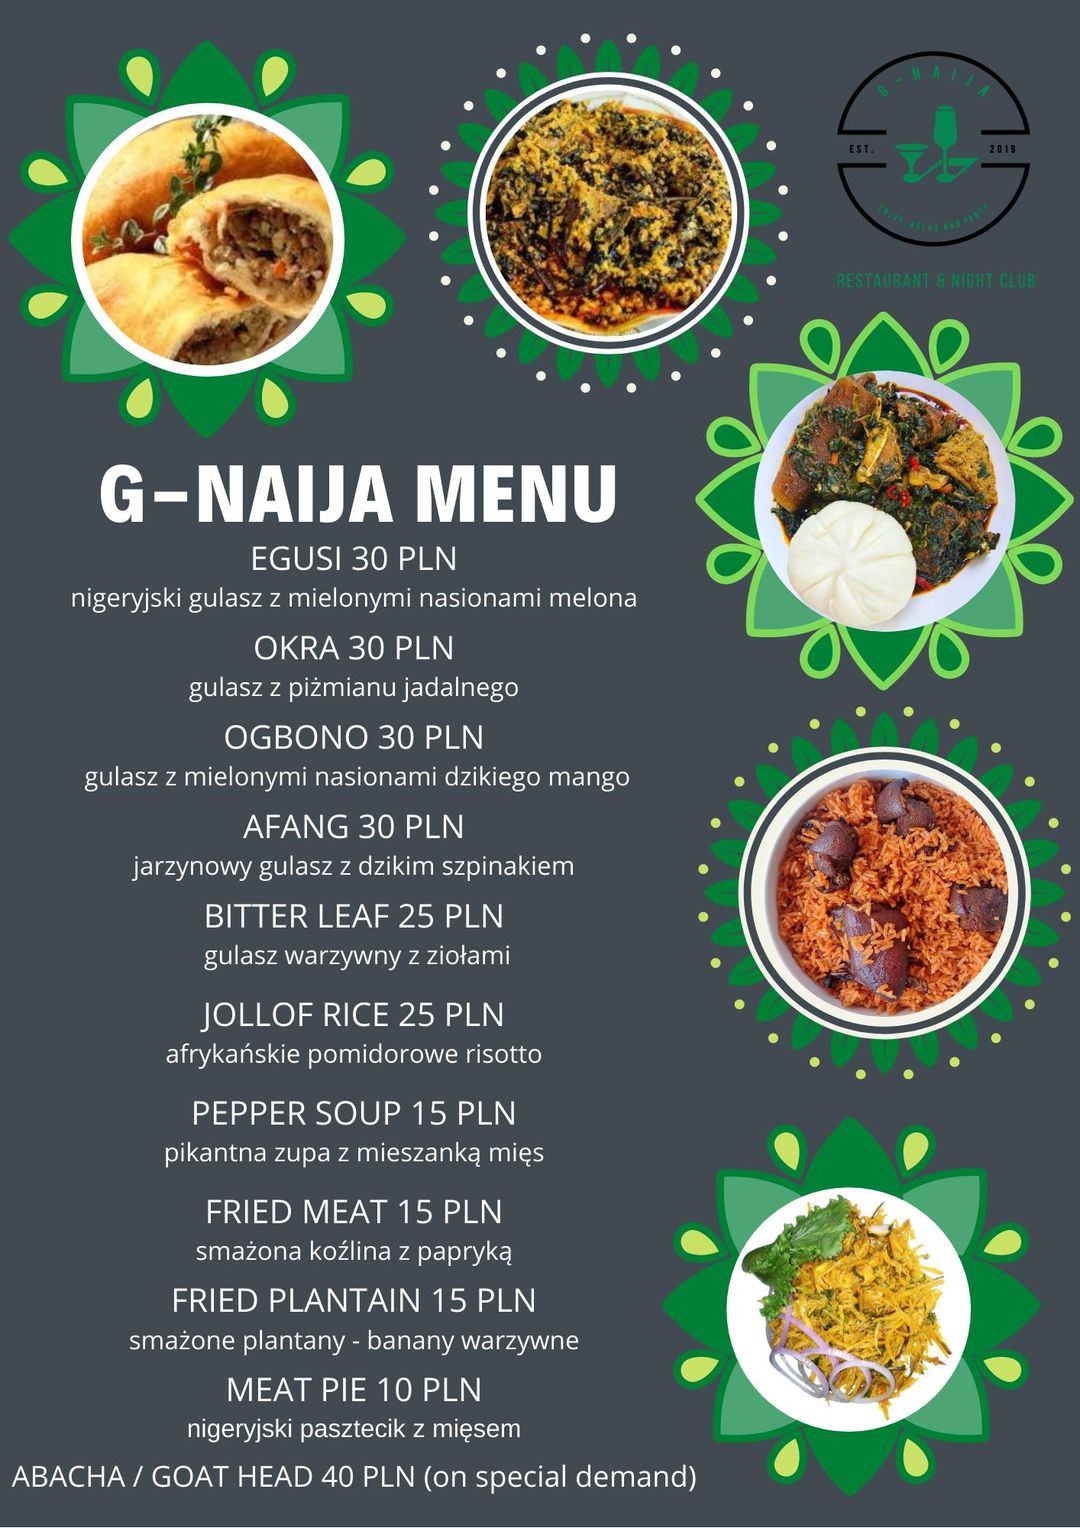 G-NAIJA
EST.
2019
ENJOY, RELAX AND PARTY
RESTAURANT & NIGHT CLUB
G-NAIJA MENU
EGUSI 30 PLN
nigeryjski gulasz z mielonymi nasionami melona
OKRA 30 PLN
gulasz z piżmianu jadalnego
OGBONO 30 PLN
gulasz z mielonymi nasionami dzikiego mango
AFANG 30 PLN
jarzynowy gulasz z dzikim szpinakiem
BITTER LEAF 25 PLN
gulasz warzywny z ziołami
JOLLOF RICE 25 PLN
afrykańskie pomidorowe risotto
PEPPER SOUP 15 PLN
pikantna zupa z mieszanką mięs
FRIED MEAT 15 PLN
smażona koźlina z papryką
FRIED PLANTAIN 15 PLN
smażone plantany - banany warzywne
MEAT PIE 10 PLN
nigeryjski pasztecik z mięsem
ABACHA / GOAT HEAD 40 PLN (on special demand)